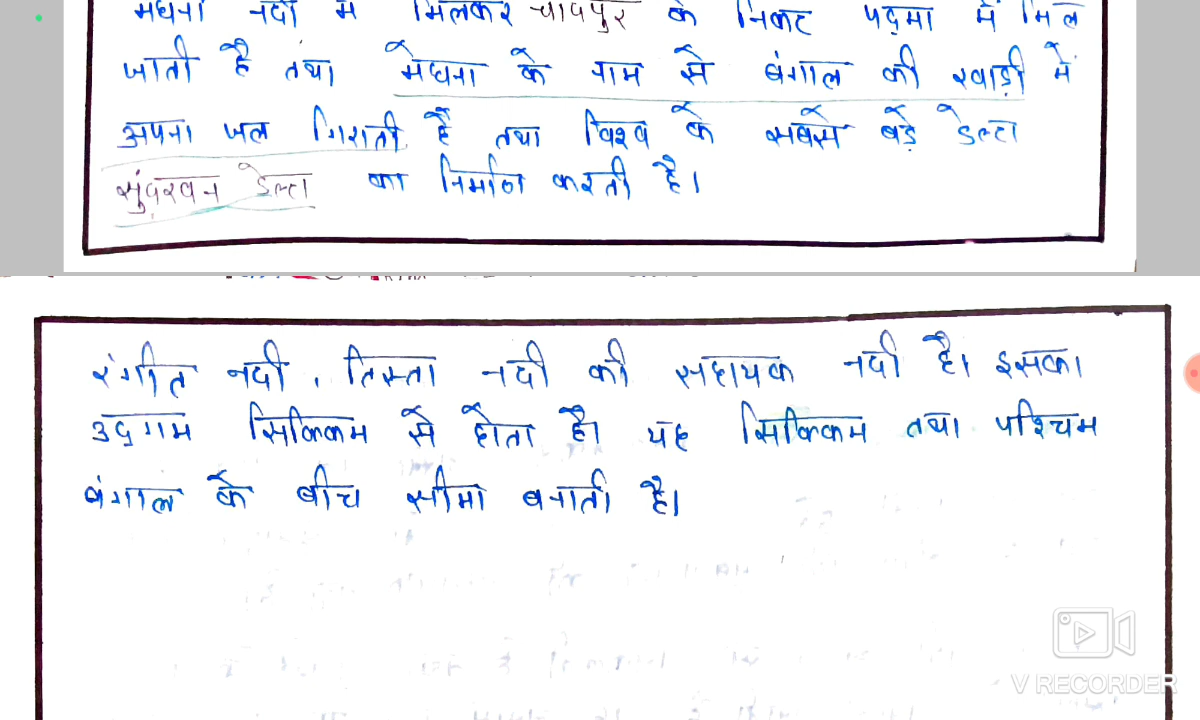 मेघना नदी में मिलकर चांदपुर के निकट पद्मा में मिल
जाती है तथा मेघना के नाम से बंगाल की खाड़ी में
अपना जल गिराती है तथा विश्व के सबसे बड़े डेल्टा
सुंदरवन डेल्टा का निर्माण करती है।
रंगीत नदी, तिस्ता नदी की सहायक नदी है। इसका
उद्गम सिक्किम से होता है। यह सिक्किम तथा पश्चिम
बंगाल के बीच सीमा बनाती है।
V RECORDER